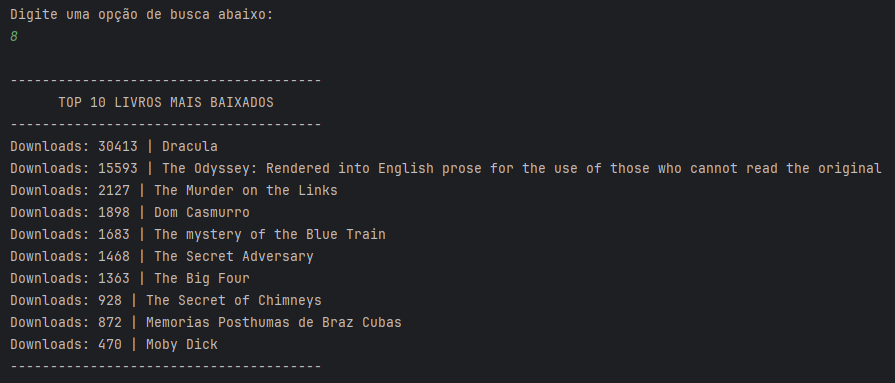 Digite uma opção de busca abaixo:
8
---------------------------------------
TOP 10 LIVROS MAIS BAIXADOS
---------------------------------------
Downloads: 30413 | Dracula
Downloads: 15593 | The Odyssey: Rendered into English prose for the use of those who cannot read the original
Downloads: 2127 | The Murder on the Links
Downloads: 1898 | Dom Casmurro
Downloads: 1683 | The mystery of the Blue Train
Downloads: 1468 | The Secret Adversary
Downloads: 1363 | The Big Four
Downloads: 928 | The Secret of Chimneys
Downloads: 872 | Memorias Posthumas de Braz Cubas
Downloads: 470 | Moby Dick
---------------------------------------